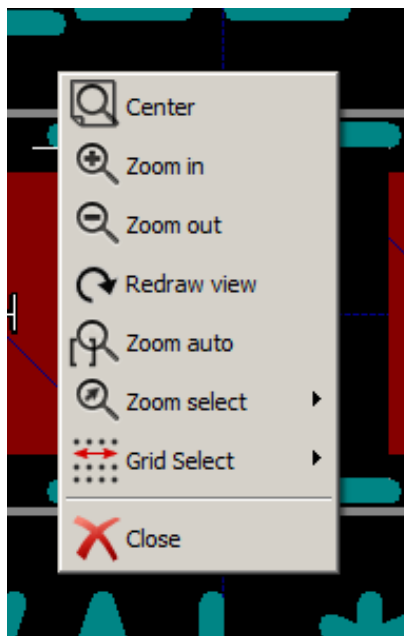 Center
Zoom in
Zoom out
Redraw view
Zoom auto
Zoom select
Grid Select
Close